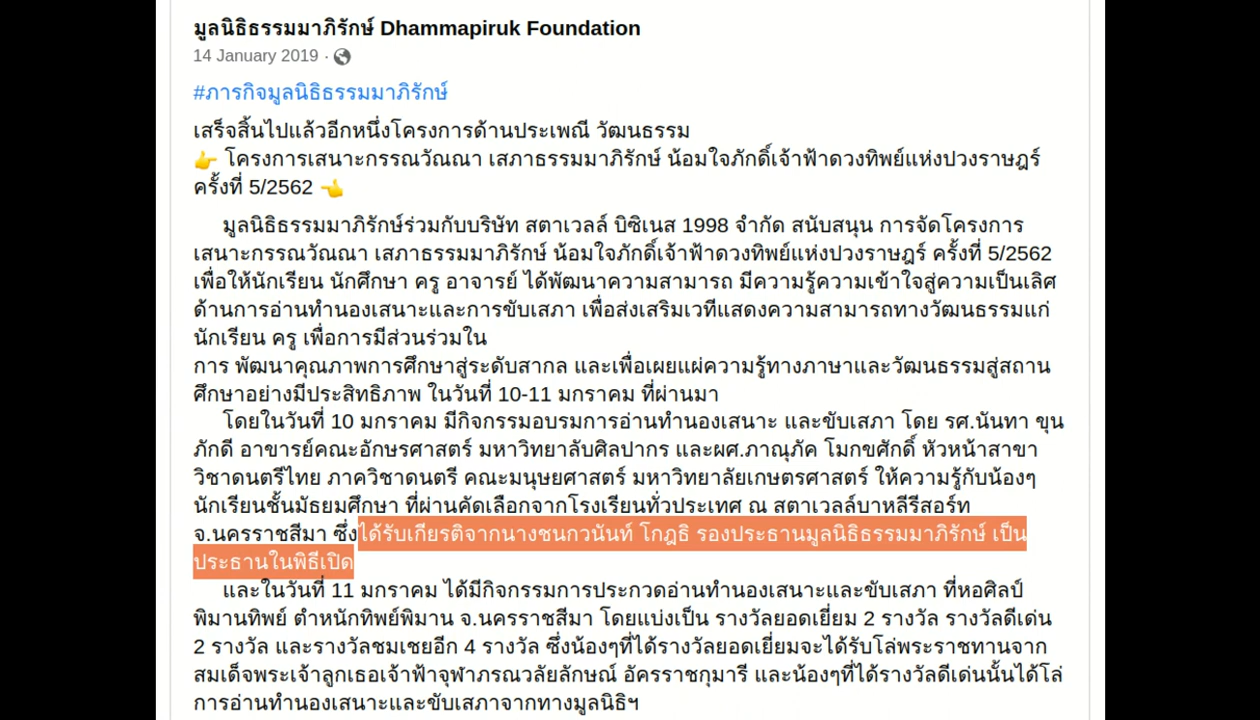 มูลนิธิธรรมมาภิรักษ์ Dhammapiruk Foundation
14 January 2019 ·
#ภารกิจมูลนิธิธรรมมาภิรักษ์
เสร็จสิ้นไปแล้วอีกหนึ่งโครงการด้านประเพณี วัฒนธรรม
👉 โครงการเสนาะกรรณวัณณา เสภาธรรมมาภิรักษ์ น้อมใจภักดิ์เจ้าฟ้าดวงทิพย์แห่งปวงราษฎร์
ครั้งที่ 5/2562 👈
มูลนิธิธรรมมาภิรักษ์ร่วมกับบริษัท สตาเวลล์ บิซิเนส 1998 จำกัด สนับสนุน การจัดโครงการ
เสนาะกรรณวัณณา เสภาธรรมมาภิรักษ์ น้อมใจภักดิ์เจ้าฟ้าดวงทิพย์แห่งปวงราษฎร์ ครั้งที่ 5/2562
เพื่อให้นักเรียน นักศึกษา ครู อาจารย์ ได้พัฒนาความสามารถ มีความรู้ความเข้าใจสู่ความเป็นเลิศ
ด้านการอ่านทำนองเสนาะและการขับเสภา เพื่อส่งเสริมเวทีแสดงความสามารถทางวัฒนธรรมแก่
นักเรียน ครู เพื่อการมีส่วนร่วมใน
การ พัฒนาคุณภาพการศึกษาสู่ระดับสากล และเพื่อเผยแผ่ความรู้ทางภาษาและวัฒนธรรมสู่สถาน
ศึกษาอย่างมีประสิทธิภาพ ในวันที่ 10-11 มกราคม ที่ผ่านมา
โดยในวันที่ 10 มกราคม มีกิจกรรมอบรมการอ่านทำนองเสนาะ และขับเสภา โดย รศ.นันทา ขุน
ภักดี อาขารย์คณะอักษรศาสตร์ มหาวิทยาลับศิลปากร และผศ.ภาณุภัค โมกขศักดิ์ หัวหน้าสาขา
วิชาดนตรีไทย ภาควิชาดนตรี คณะมนุษยศาสตร์ มหาวิทยาลัยเกษตรศาสตร์ ให้ความรู้กับน้องๆ
นักเรียนชั้นมัธยมศึกษา ที่ผ่านคัดเลือกจากโรงเรียนทั่วประเทศ ณ สตาเวลล์บาหลีรีสอร์ท
จ.นครราชสีมา ซึ่งได้รับเกียรติจากนางชนกวนันท์ โกฎธิ รองประธานมูลนิธิธรรมมาภิรักษ์ เป็น
ประธานในพิธีเปิด
และในวันที่ 11 มกราคม ได้มีกิจกรรมการประกวดอ่านทำนองเสนาะและขับเสภา ที่หอศิลป์
พิมานทิพย์ ตำหนักทิพย์พิมาน จ.นครราชสีมา โดยแบ่งเป็น รางวัลยอดเยี่ยม 2 รางวัล รางวัลดีเด่น
2 รางวัล และรางวัลชมเชยอีก 4 รางวัล ซึ่งน้องๆที่ได้รางวัลยอดเยี่ยมจะได้รับโล่พระราชทานจาก
สมเด็จพระเจ้าลูกเธอเจ้าฟ้าจุฬาภรณวลัยลักษณ์ อัครราชกุมารี และน้องๆที่ได้รางวัลดีเด่นนั้นได้โล่
การอ่านทำนองเสนาะและขับเสภาจากทางมูลนิธิฯ